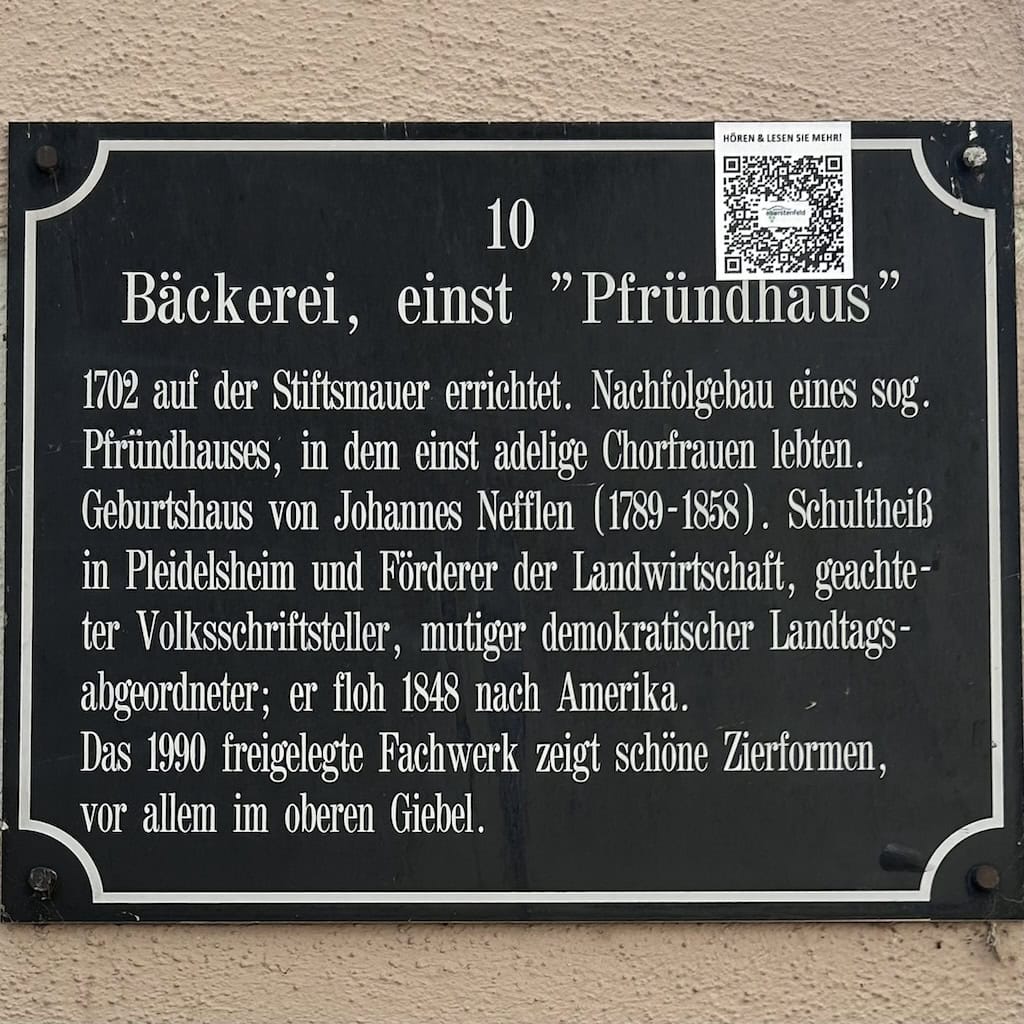 HÖREN & LESEN SIE MEHR!
oberstenfeld
10
Bäckerei, einst ”Pfründhaus”
1702 auf der Stiftsmauer errichtet. Nachfolgebau eines sog.
Pfründhauses, in dem einst adelige Chorfrauen lebten.
Geburtshaus von Johannes Nefflen (1789-1858). Schultheiß
in Pleidelsheim und Förderer der Landwirtschaft, geachte-
ter Volksschriftsteller, mutiger demokratischer Landtags-
abgeordneter; er floh 1848 nach Amerika.
Das 1990 freigelegte Fachwerk zeigt schöne Zierformen,
vor allem im oberen Giebel.